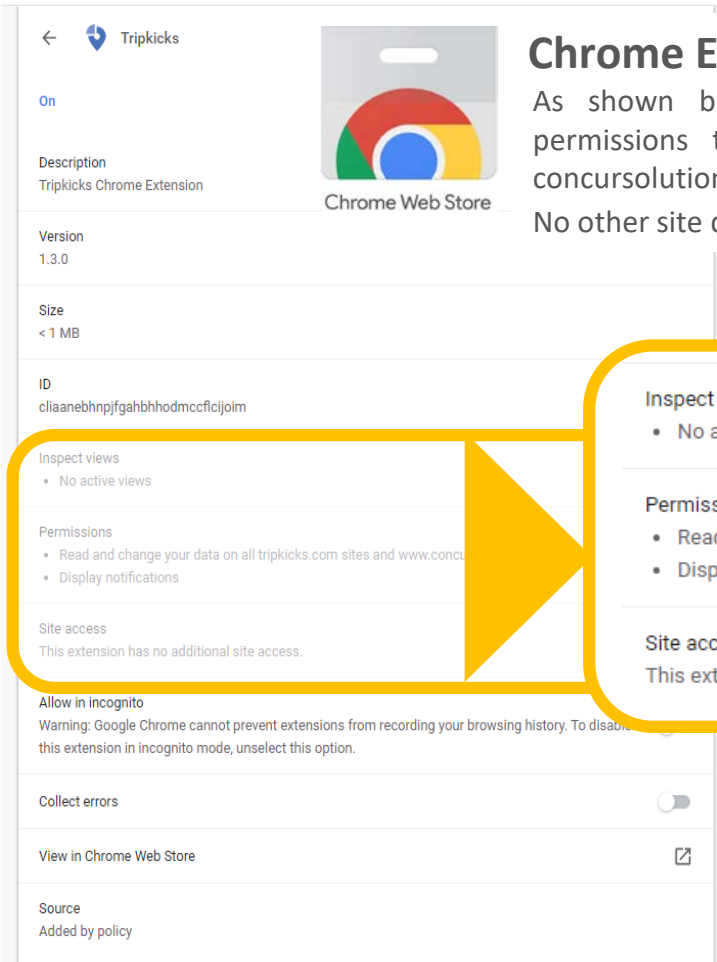 Tripkicks
On
Description
Tripkicks Chrome Extension
Chrome Web Store
Chrome E
As shown b
permissions t
concursolution
No other site
Version
1.3.0
Size
< 1 MB
ID
cliaanebhnpjfgahbhhodmccflcijoim
Inspect views
• No active views
Permissions
• Read and change your data on all tripkicks.com sites and www.concu
• Display notifications
Site access
This extension has no additional site access.
Inspect
• No a
Permiss
• Read
• Disp
Site acc
This ext
Allow in incognito
Warning: Google Chrome cannot prevent extensions from recording your browsing history. To disable
this extension in incognito mode, unselect this option.
Collect errors
View in Chrome Web Store
Source
Added by policy